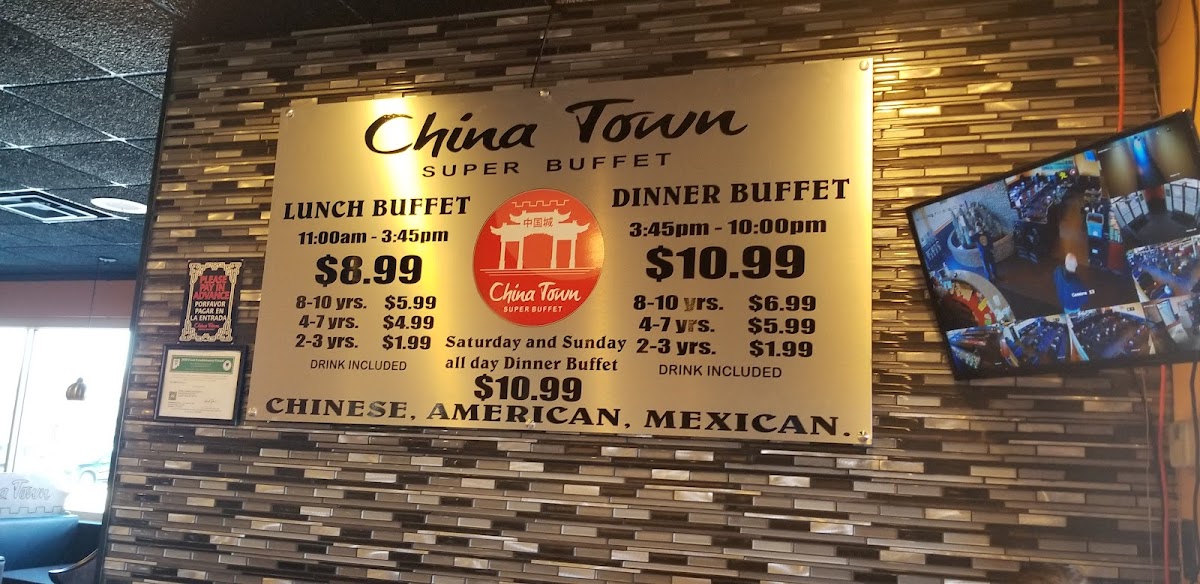 China Town
SUPER BUFFET
LUNCH BUFFET
11:00am - 3:45pm
$8.99
8-10 yrs. $5.99
4-7 yrs. $4.99
2-3 yrs. $1.99
DRINK INCLUDED
中国城
China Town
SUPER BUFFET
Saturday and Sunday
all day Dinner Buffet
$10.99
DINNER BUFFET
3:45pm - 10:00pm
$10.99
8-10 yrs. $6.99
4-7 yrs. $5.99
2-3 yrs. $1.99
DRINK INCLUDED
CHINESE, AMERICAN, MEXICAN.
PLEASE
PAY IN
ADVANCE
PORFAVOR
PAGAR EN
LA ENTRADA
China Town
a Town